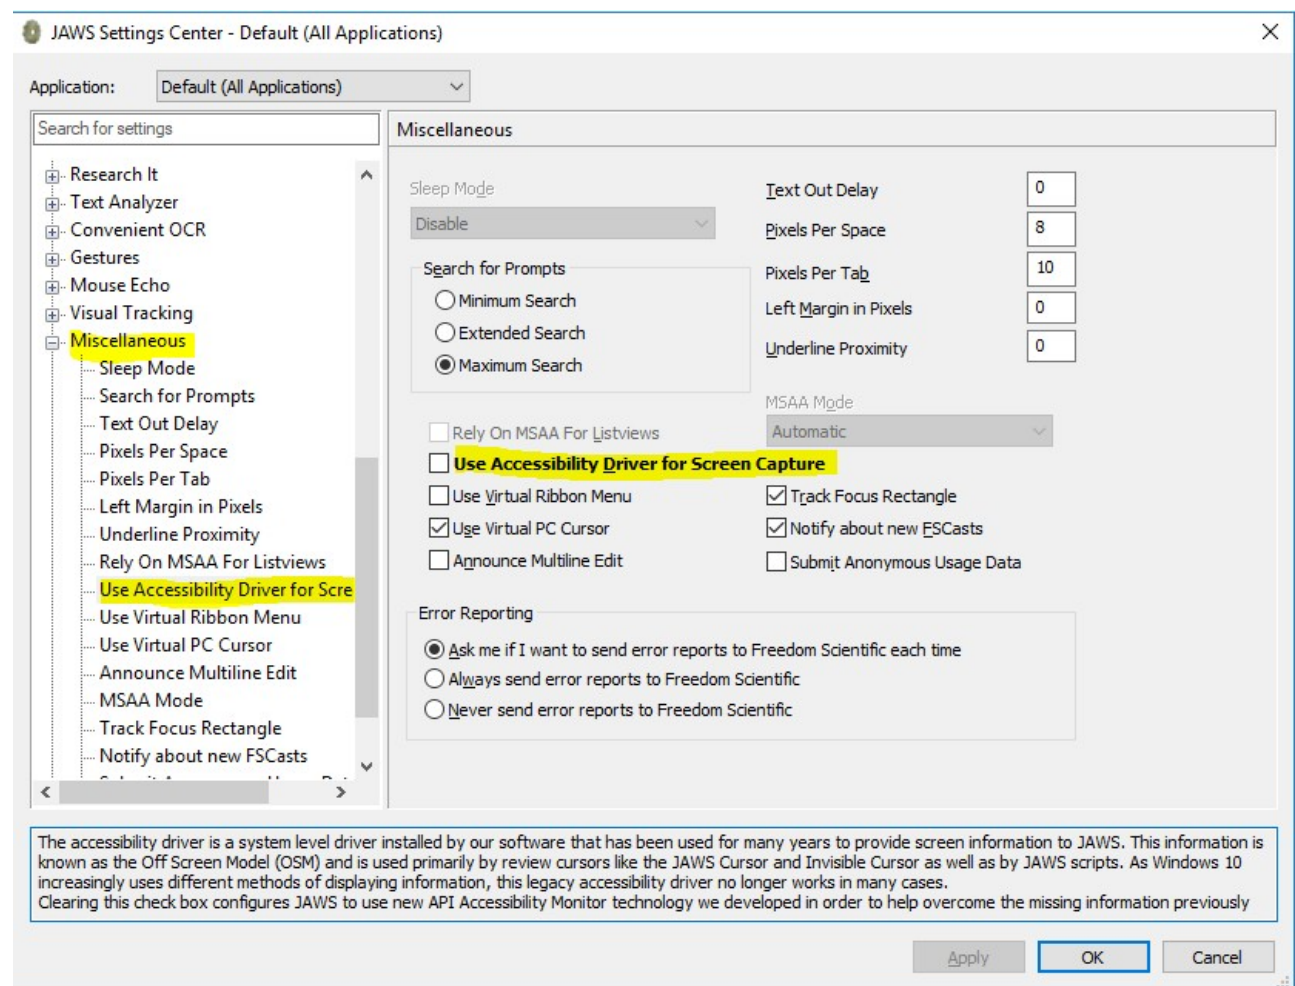 JAWS Settings Center - Default (All Applications)
Application: Default (All Applications)
Search for settings
Research It
Text Analyzer
Convenient OCR
Gestures
Mouse Echo
Visual Tracking
Miscellaneous
Sleep Mode
Search for Prompts
Text Out Delay
Pixels Per Space
Pixels Per Tab
Left Margin in Pixels
Underline Proximity
Rely On MSAA For Listviews
Use Accessibility Driver for Scre
Use Virtual Ribbon Menu
Use Virtual PC Cursor
Announce Multiline Edit
MSAA Mode
Track Focus Rectangle
Notify about new FSCasts
Miscellaneous
Sleep Mode
Disable
Search for Prompts
Minimum Search
Extended Search
Maximum Search
Text Out Delay 0
Pixels Per Space 8
Pixels Per Tab 10
Left Margin in Pixels 0
Underline Proximity 0
MSAA Mode
Automatic
Rely On MSAA For Listviews
Use Accessibility Driver for Screen Capture
Use Virtual Ribbon Menu
Use Virtual PC Cursor
Announce Multiline Edit
Track Focus Rectangle
Notify about new FSCasts
Submit Anonymous Usage Data
Error Reporting
Ask me if I want to send error reports to Freedom Scientific each time
Always send error reports to Freedom Scientific
Never send error reports to Freedom Scientific
The accessibility driver is a system level driver installed by our software that has been used for many years to provide screen information to JAWS. This information is
known as the Off Screen Model (OSM) and is used primarily by review cursors like the JAWS Cursor and Invisible Cursor as well as by JAWS scripts. As Windows 10
increasingly uses different methods of displaying information, this legacy accessibility driver no longer works in many cases.
Clearing this check box configures JAWS to use new API Accessibility Monitor technology we developed in order to help overcome the missing information previously
Apply
OK
Cancel